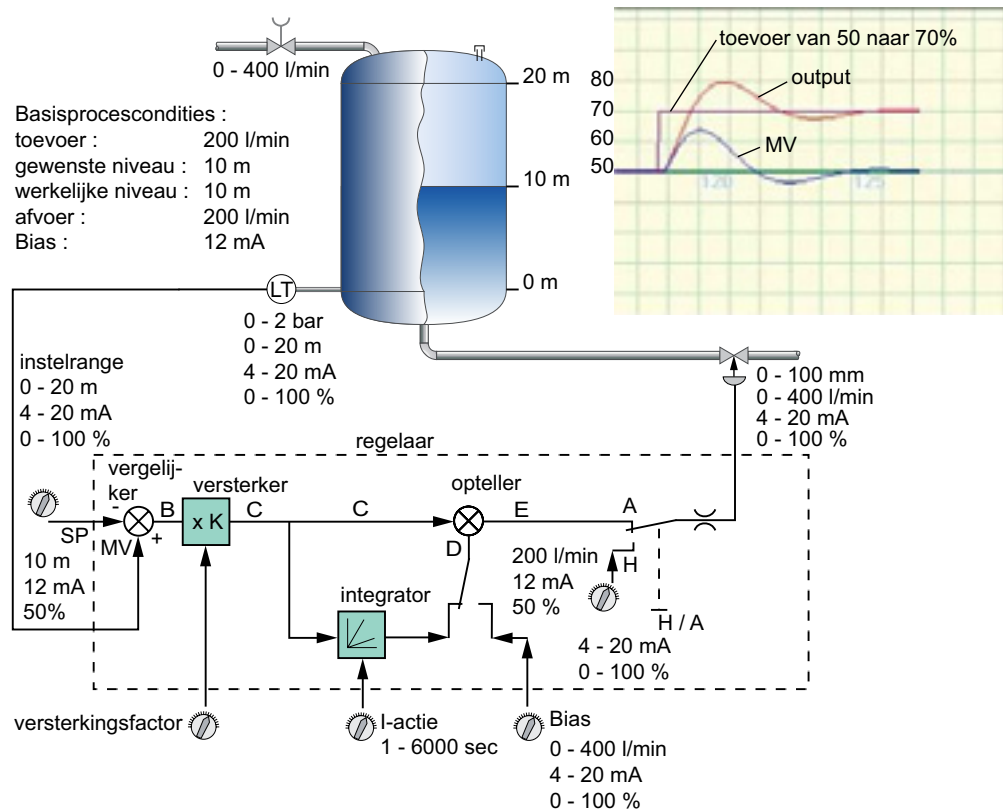 0 - 400 l/min
Basisprocescondities :
toevoer : 200 l/min
gewenste niveau : 10 m
werkelijke niveau : 10 m
afvoer : 200 l/min
Bias : 12 mA
20 m
10 m
0 m
toevoer van 50 naar 70%
output
MV
80
70
60
50
120
125
LT
0 - 2 bar
0 - 20 m
4 - 20 mA
0 - 100 %
instelrange
0 - 20 m
4 - 20 mA
0 - 100 %
0 - 100 mm
0 - 400 l/min
4 - 20 mA
0 - 100 %
regelaar
vergelij-
ker
-
versterker
opteller
B
x K
C
C
E
A
SP
MV
+
D
H
10 m
12 mA
50%
200 l/min
12 mA
50 %
integrator
H / A
4 - 20 mA
0 - 100 %
versterkingsfactor
I-actie
1 - 6000 sec
Bias
0 - 400 l/min
4 - 20 mA
0 - 100 %